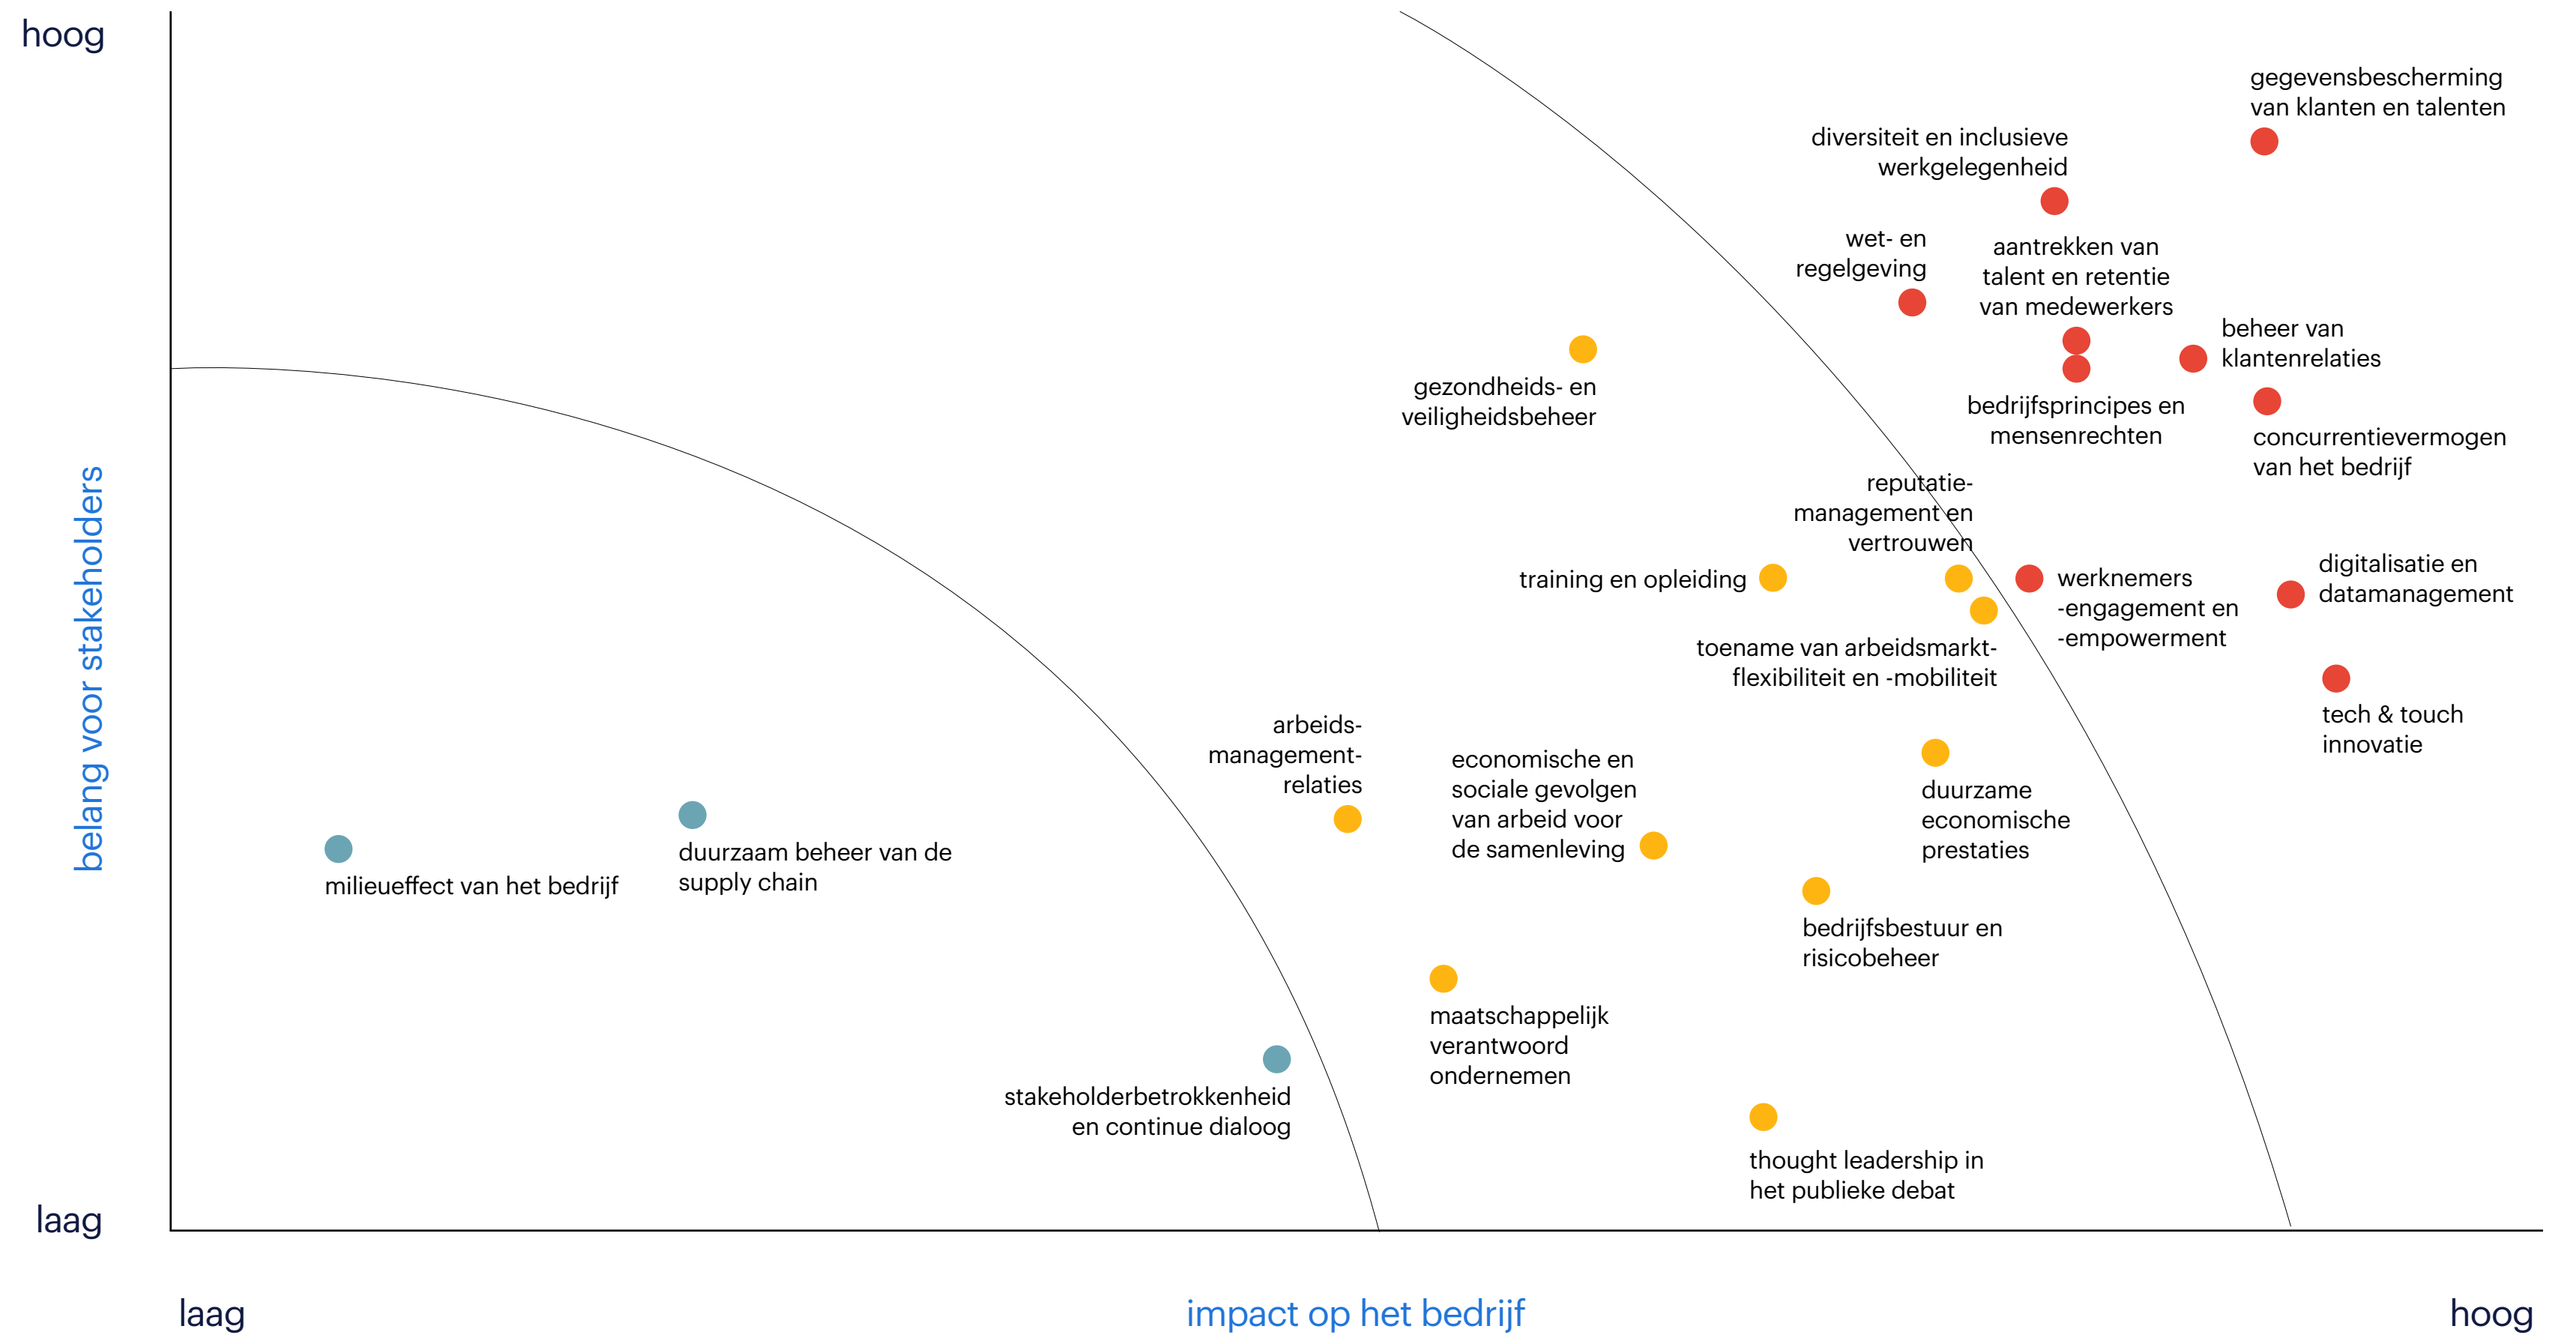 hoog
gegevensbescherming
van klanten en talenten
diversiteit en inclusieve
werkgelegenheid
wet- en
regelgeving
aantrekken van
talent en retentie
van medewerkers
beheer van
klantenrelaties
gezondheids- en
veiligheidsbeheer
bedrijfsprincipes en
mensenrechten
concurrentievermogen
van het bedrijf
reputatie-
management en
vertrouwen
training en opleiding
werknemers
-engagement en
-empowerment
digitalisatie en
datamanagement
toename van arbeidsmarkt-
flexibiliteit en -mobiliteit
tech & touch
innovatie
belang voor stakeholders
arbeids-
management-
relaties
economische en
sociale gevolgen
van arbeid voor
de samenleving
duurzame
economische
prestaties
milieueffect van het bedrijf
duurzaam beheer van de
supply chain
bedrijfsbestuur en
risicobeheer
maatschappelijk
verantwoord
ondernemen
stakeholderbetrokkenheid
en continue dialoog
thought leadership in
het publieke debat
laag
laag
impact op het bedrijf
hoog